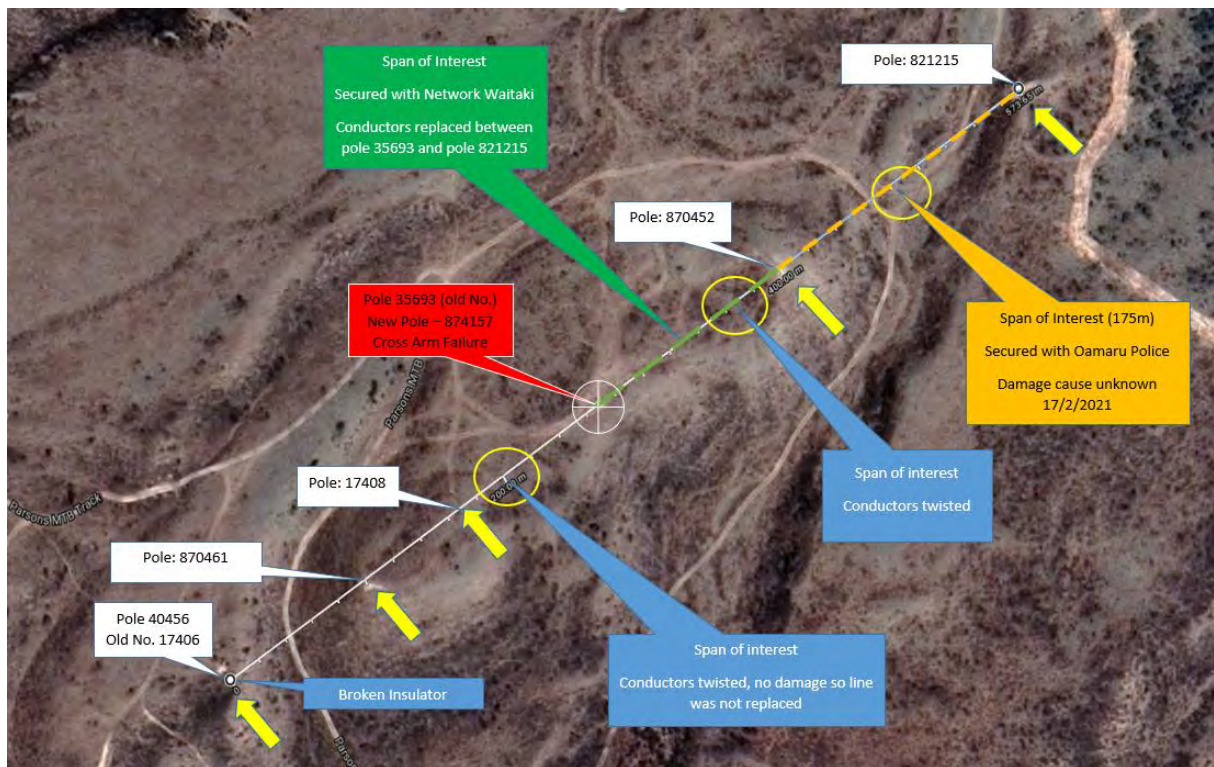 Span of Interest
Secured with Network Waitaki
Conductors replaced between
pole 35693 and pole 821215
Pole: 821215
573.65 m
Pole: 870452
400.00 m
Pole 35693 (old No.)
New Pole – 874157
Cross Arm Failure
Span of Interest (175m)
Secured with Oamaru Police
Damage cause unknown
17/2/2021
Parsons MTB
Span of interest
Conductors twisted
Pole: 17408
200.00 m
Parsons MTB Track
Pole: 870461
Pole 40456
Old No. 17406
Broken Insulator
Span of interest
Conductors twisted, no damage so line
was not replaced